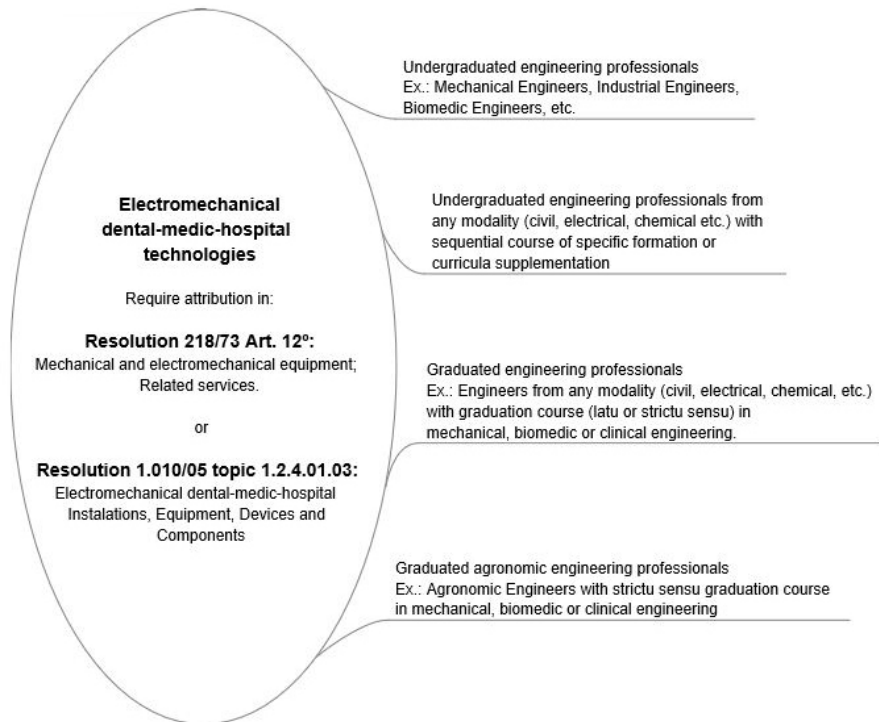 Electromechanical
dental-medic-hospital
technologies
Require attribution in:
Resolution 218/73 Art. 12º:
Mechanical and electromechanical equipment;
Related services.
or
Resolution 1.010/05 topic 1.2.4.01.03:
Electromechanical dental-medic-hospital
Instalations, Equipment, Devices and
Components
Undergraduated engineering professionals
Ex.: Mechanical Engineers, Industrial Engineers,
Biomedic Engineers, etc.
Undergraduated engineering professionals from
any modality (civil, electrical, chemical etc.) with
sequential course of specific formation or
curricula supplementation
Graduated engineering professionals
Ex.: Engineers from any modality (civil, electrical, chemical, etc.)
with graduation course (latu or strictu sensu) in
mechanical, biomedic or clinical engineering.
Graduated agronomic engineering professionals
Ex.: Agronomic Engineers with strictu sensu graduation course
in mechanical, biomedic or clinical engineering